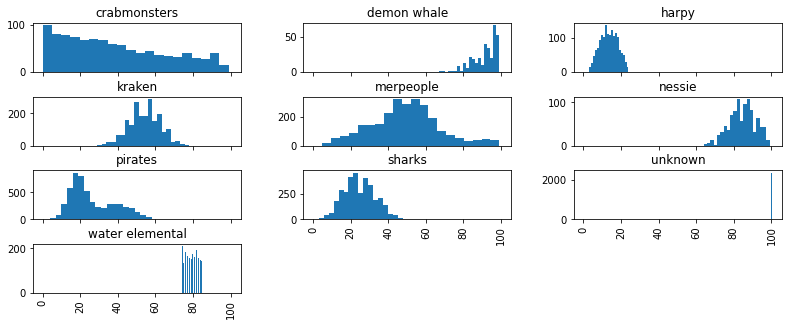 crabmonsters demon whale harpy
100 50 100
0 0 0
kraken merpeople nessie
200 200 100
0 0 0
pirates sharks unknown
500 250 2000
0 0 0
water elemental 0 20 40 60 80 100 0 20 40 60 80 100
200
0
0 20 40 60 80 100